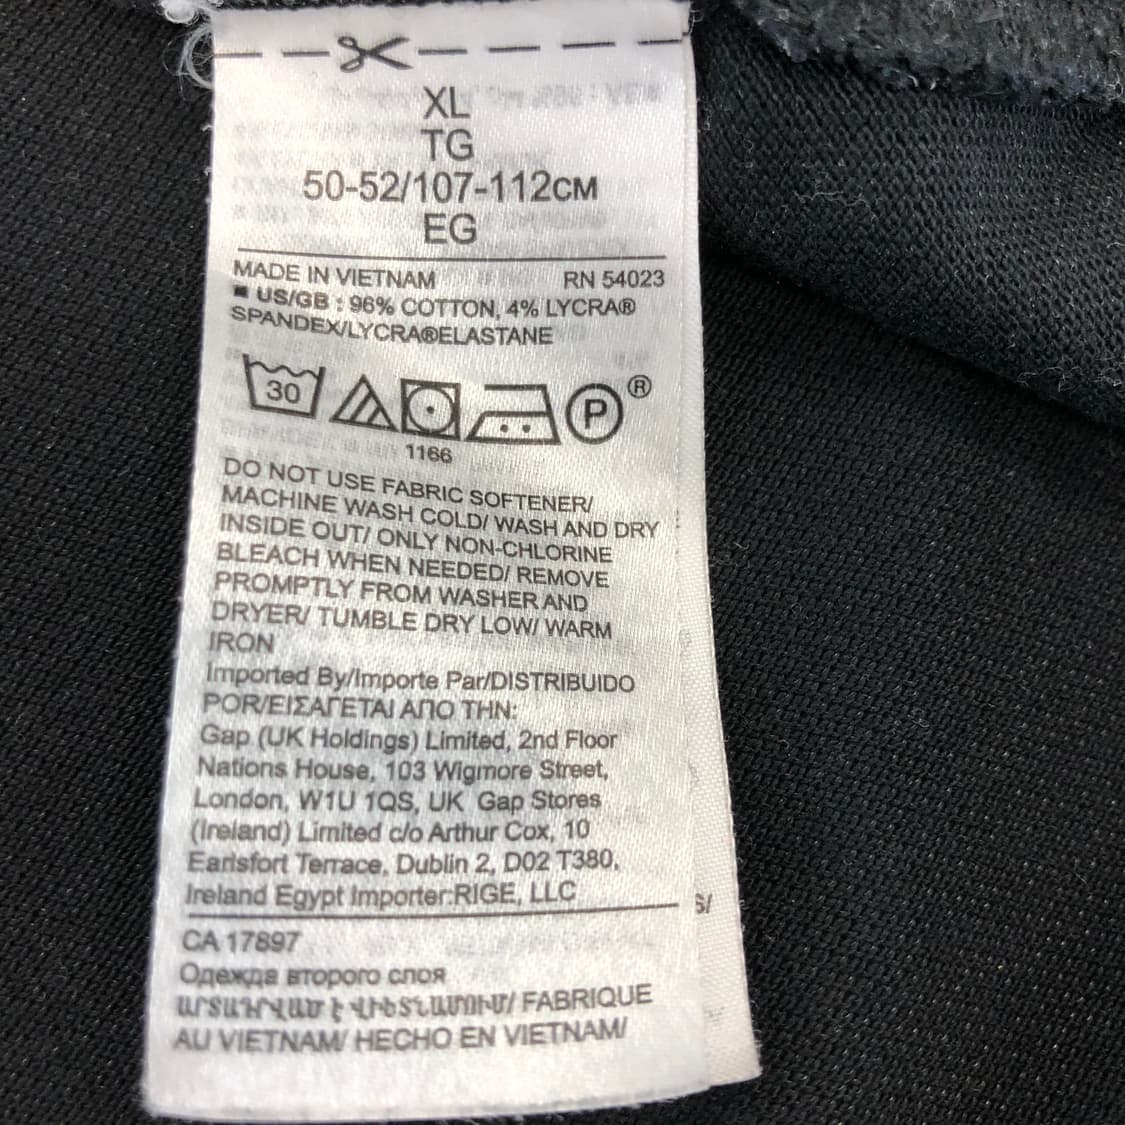 XL
TG
50-52/107-112CM
EG
MADE IN VIETNAM RN 54023
US/GB : 96% COTTON, 4% LYCRA®
SPANDEX/LYCRA®ELASTANE
30 P ®
1166
DO NOT USE FABRIC SOFTENER/
MACHINE WASH COLD/ WASH AND DRY
INSIDE OUT/ ONLY NON-CHLORINE
BLEACH WHEN NEEDED/ REMOVE
PROMPTLY FROM WASHER AND
DRYER/ TUMBLE DRY LOW/ WARM
IRON
Imported By/Importe Par/DISTRIBUIDO
POR/ΕΙΣΑΓΕΤΑΙ ΑΠΟ ΤΗΝ:
Gap (UK Holdings) Limited, 2nd Floor
Nations House, 103 Wigmore Street,
London, W1U 1QS, UK Gap Stores
(Ireland) Limited c/o Arthur Cox, 10
Earlsfort Terrace, Dublin 2, D02 T380,
Ireland Egypt Importer:RIGE, LLC
CA 17897
Одежда второго слоя
ԱՐՏԱԴՐՎԱԾ Է ՎԻԵՏՆԱՄՈՒՄ/ FABRIQUE
AU VIETNAM/ HECHO EN VIETNAM/
S/